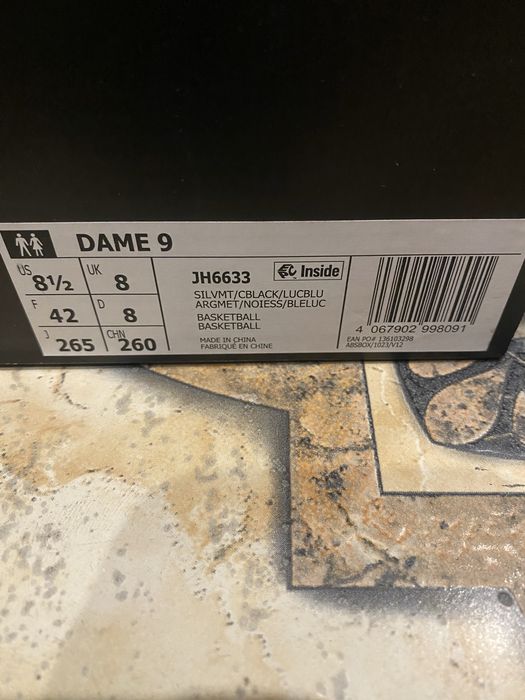 DAME 9
US 8½ UK 8
F 42 D 8
J 265 CHN 260
JH6633 Inside
SILVMT/CBLACK/LUCBLU
ARGMET/NOIESS/BLELUC
BASKETBALL
BASKETBALL
MADE IN CHINA
FABRIQUÉ EN CHINE
4 067902 998091
EAN PO# 136103298
ABSBOX/1023/V12